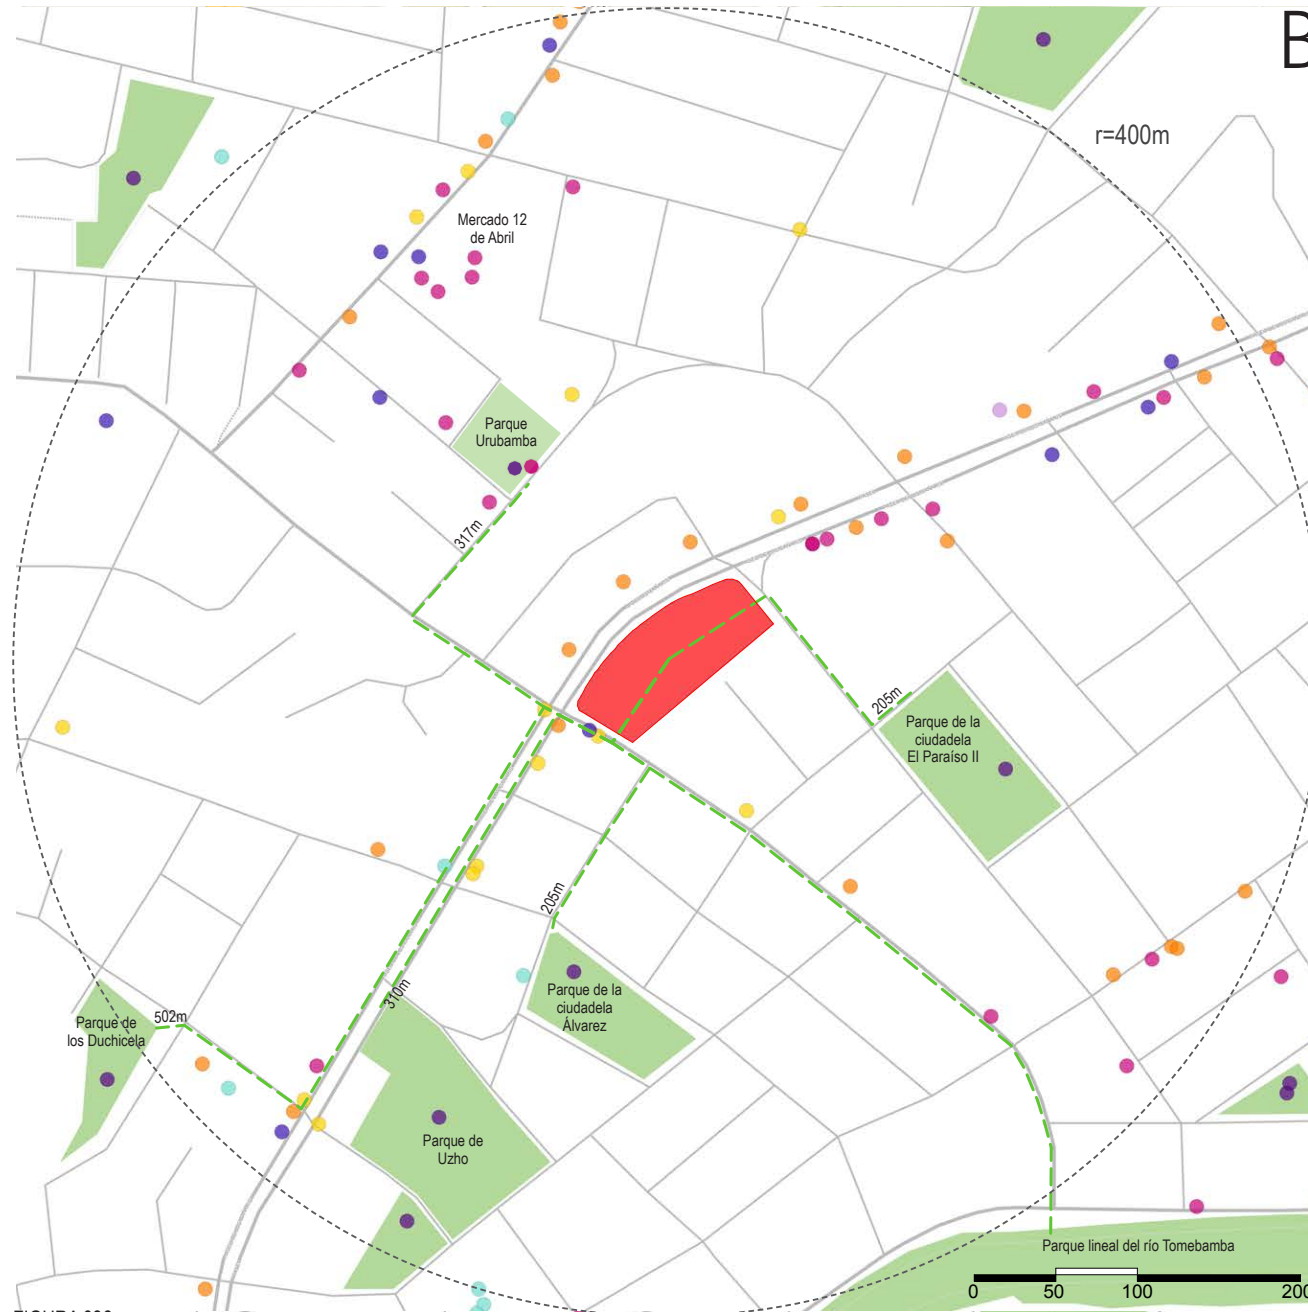 B
r=400m
Mercado 12
de Abril
Parque
Urubamba
317m
205m
Parque de la
ciudadela
El Paraíso II
205m
310m
Parque de la
ciudadela
Álvarez
502m
Parque de
los Duchicela
Parque de
Uzho
Parque lineal del río Tomebamba
0 50 100 200